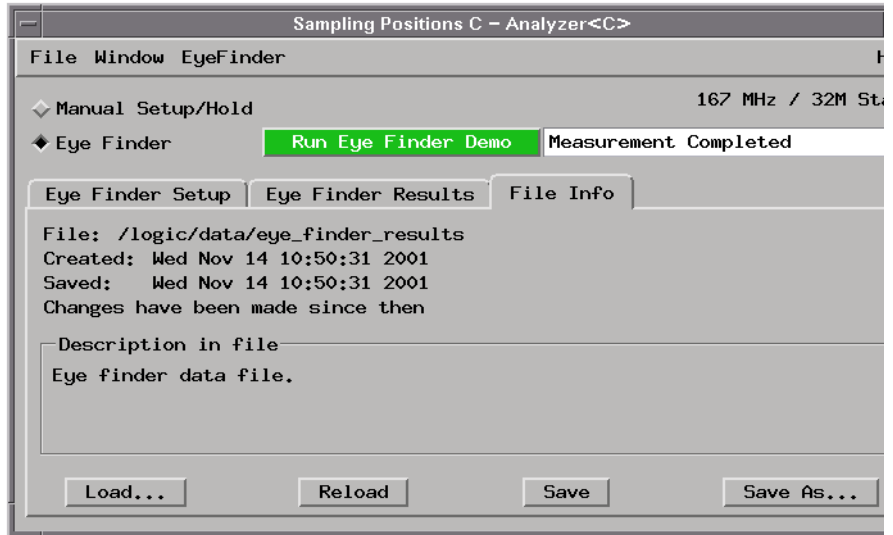 Sampling Positions C – Analyzer<C>
File Window EyeFinder
Manual Setup/Hold
167 MHz / 32M
Eye Finder
Run Eye Finder Demo
Measurement Completed
Eye Finder Setup
Eye Finder Results
File Info
File: /logic/data/eye_finder_results
Created: Wed Nov 14 10:50:31 2001
Saved: Wed Nov 14 10:50:31 2001
Changes have been made since then
Description in file
Eye finder data file.
Load...
Reload
Save
Save As...